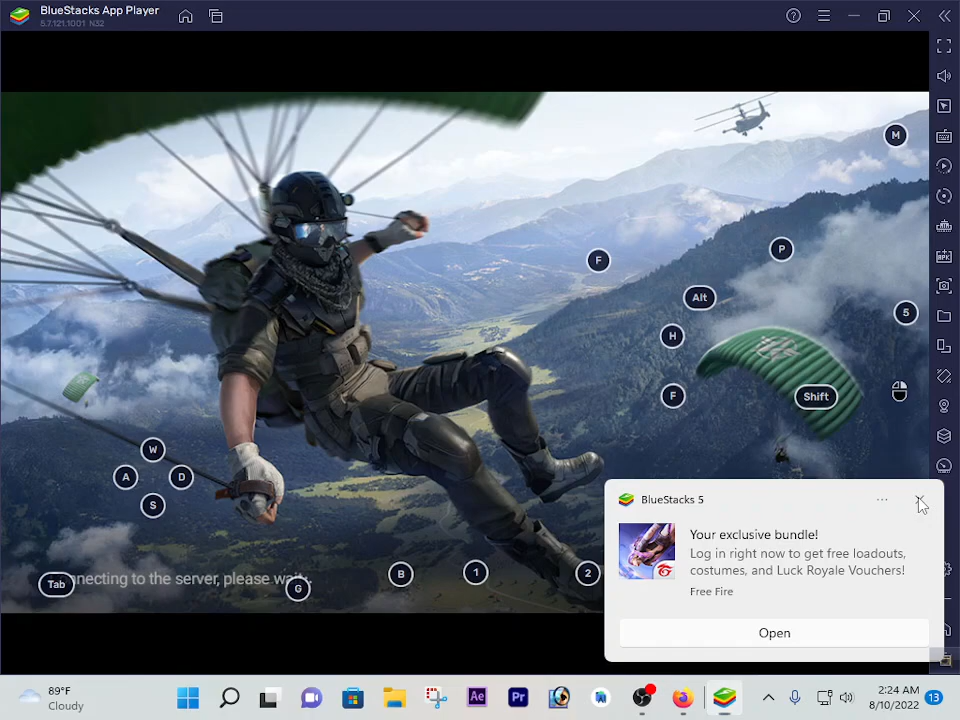 BlueStacks App Player
5.7.121.1001 N32
M
F
P
Alt
5
H
F
Shift
W
A
D
S
BlueStacks 5
Your exclusive bundle!
Log in right now to get free loadouts,
costumes, and Luck Royale Vouchers!
Free Fire
Open
Tab
nnecting to the server, please wait
G
B
1
2
89°F
Cloudy
Ae
Pr
2:24 AM
8/10/2022
13